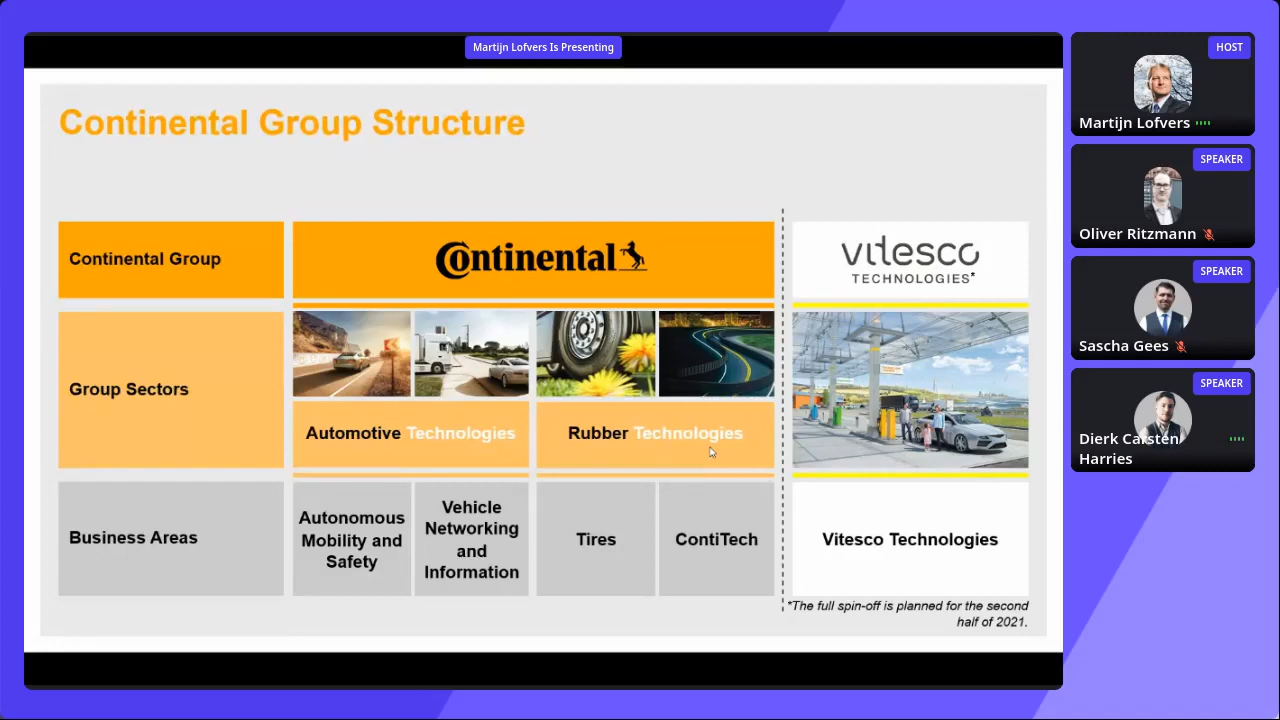 Martijn Lofvers Is Presenting
Continental Group Structure
Continental Group
Continental
vitesco
TECHNOLOGIES*
Group Sectors
Automotive Technologies
Rubber Technologies
Business Areas
Autonomous
Mobility and
Safety
Vehicle
Networking
and
Information
Tires
ContiTech
Vitesco Technologies
*The full spin-off is planned for the second
half of 2021.
HOST
Martijn Lofvers
SPEAKER
Oliver Ritzmann
SPEAKER
Sascha Gees
SPEAKER
Dierk Carsten
Harries